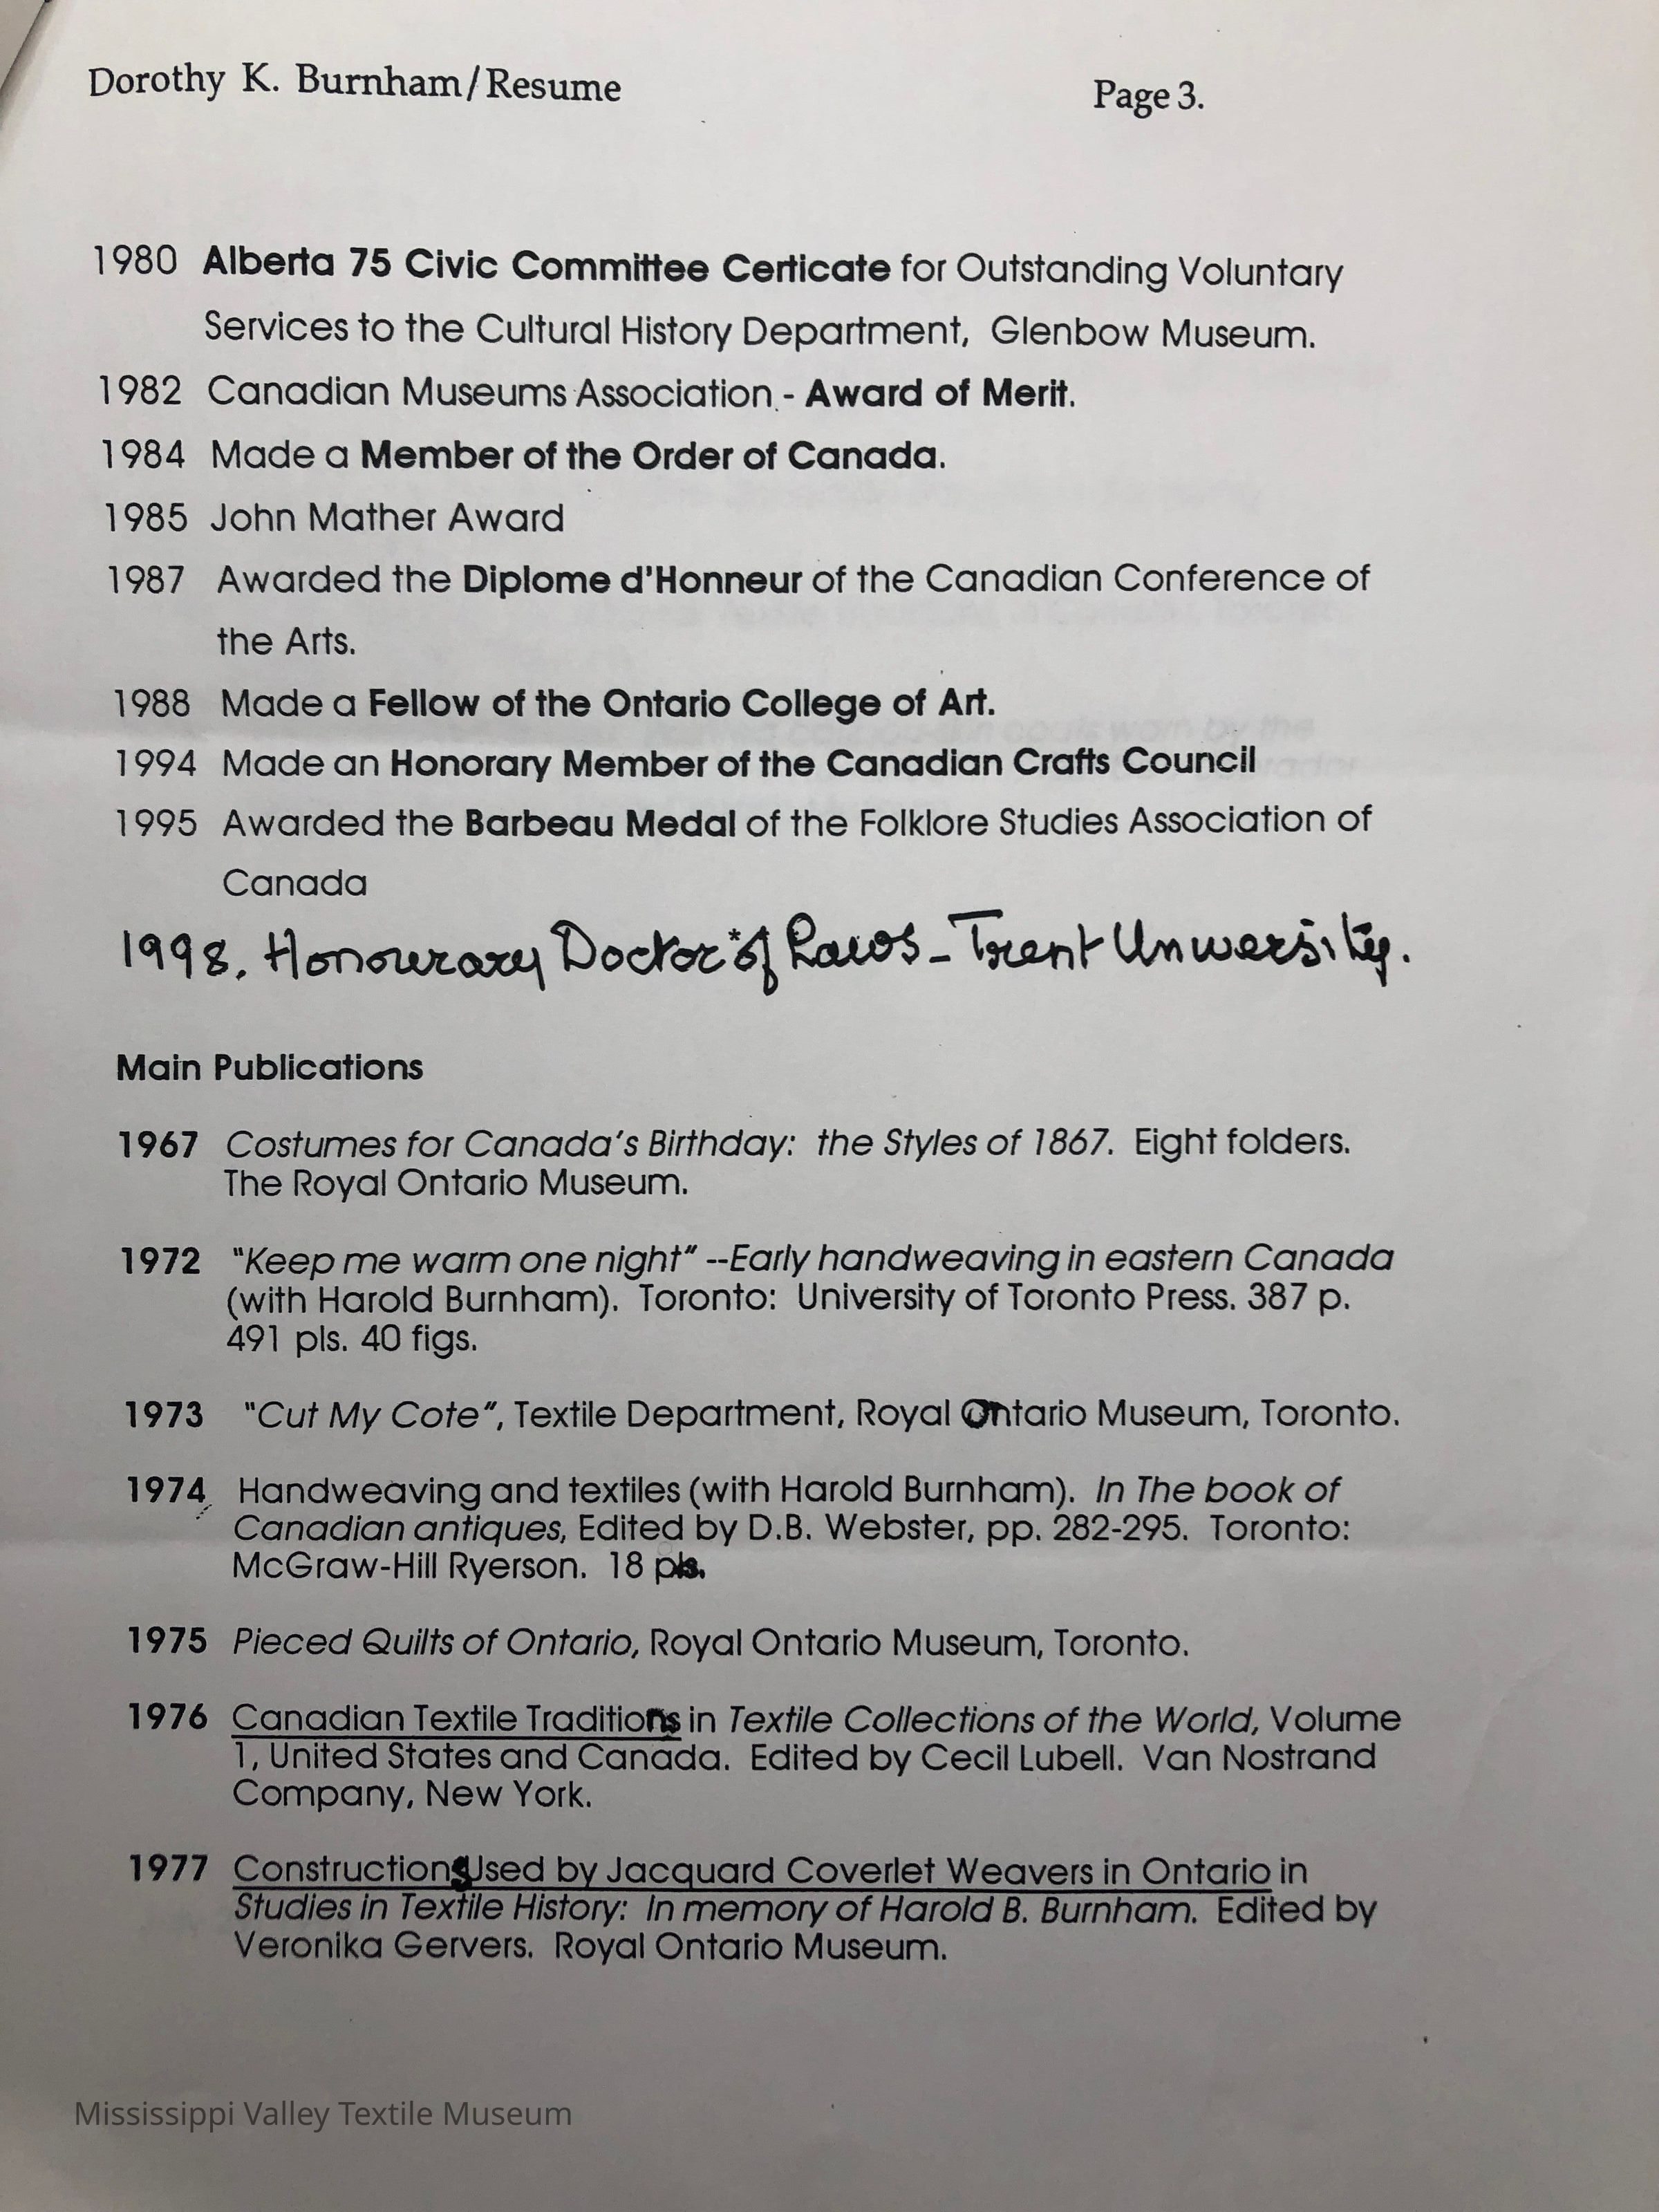 Dorothy K. Burnham/Resume Page 3.
1980 Alberta 75 Civic Committee Certicate for Outstanding Voluntary
Services to the Cultural History Department, Glenbow Museum.
1982 Canadian Museums Association - Award of Merit.
1984 Made a Member of the Order of Canada.
1985 John Mather Award
1987 Awarded the Diplome d'Honneur of the Canadian Conference of
the Arts.
1988 Made a Fellow of the Ontario College of Art.
1994 Made an Honorary Member of the Canadian Crafts Council
1995 Awarded the Barbeau Medal of the Folklore Studies Association of
Canada
1998. Honourary Doctor of Laws - Trent University.
Main Publications
1967 Costumes for Canada's Birthday: the Styles of 1867. Eight folders.
The Royal Ontario Museum.
1972 "Keep me warm one night" --Early handweaving in eastern Canada
(with Harold Burnham). Toronto: University of Toronto Press. 387 p.
491 pls. 40 figs.
1973 "Cut My Cote", Textile Department, Royal Ontario Museum, Toronto.
1974 Handweaving and textiles (with Harold Burnham). In The book of
Canadian antiques, Edited by D.B. Webster, pp. 282-295. Toronto:
McGraw-Hill Ryerson. 18 pls.
1975 Pieced Quilts of Ontario, Royal Ontario Museum, Toronto.
1976 Canadian Textile Traditions in Textile Collections of the World, Volume
1, United States and Canada. Edited by Cecil Lubell. Van Nostrand
Company, New York.
1977 Constructions Used by Jacquard Coverlet Weavers in Ontario in
Studies in Textile History: In memory of Harold B. Burnham. Edited by
Veronika Gervers. Royal Ontario Museum.
Mississippi Valley Textile Museum